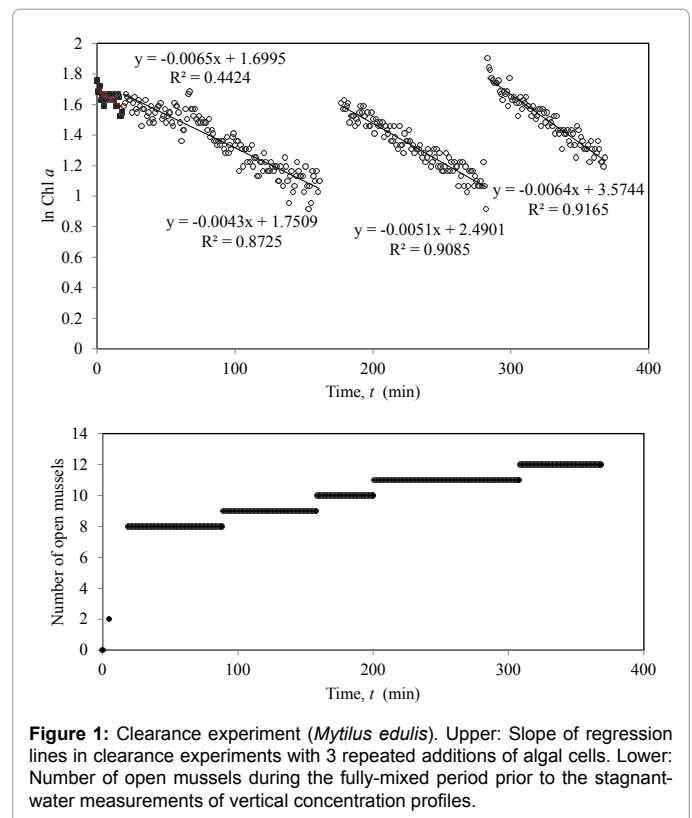 2
1.8
1.6
1.4
1.2
1
0.8
0.6
0.4
0.2
0
ln Chl a
y = -0.0065x + 1.6995
R² = 0.4424
y = -0.0043x + 1.7509
R² = 0.8725
y = -0.0051x + 2.4901
R² = 0.9085
y = -0.0064x + 3.5744
R² = 0.9165
0 100 200 300 400
Time, t (min)
14
12
10
8
6
4
2
0
Number of open mussels
0 100 200 300 400
Time, t (min)
Figure 1: Clearance experiment (Mytilus edulis). Upper: Slope of regression
lines in clearance experiments with 3 repeated additions of algal cells. Lower:
Number of open mussels during the fully-mixed period prior to the stagnant-
water measurements of vertical concentration profiles.